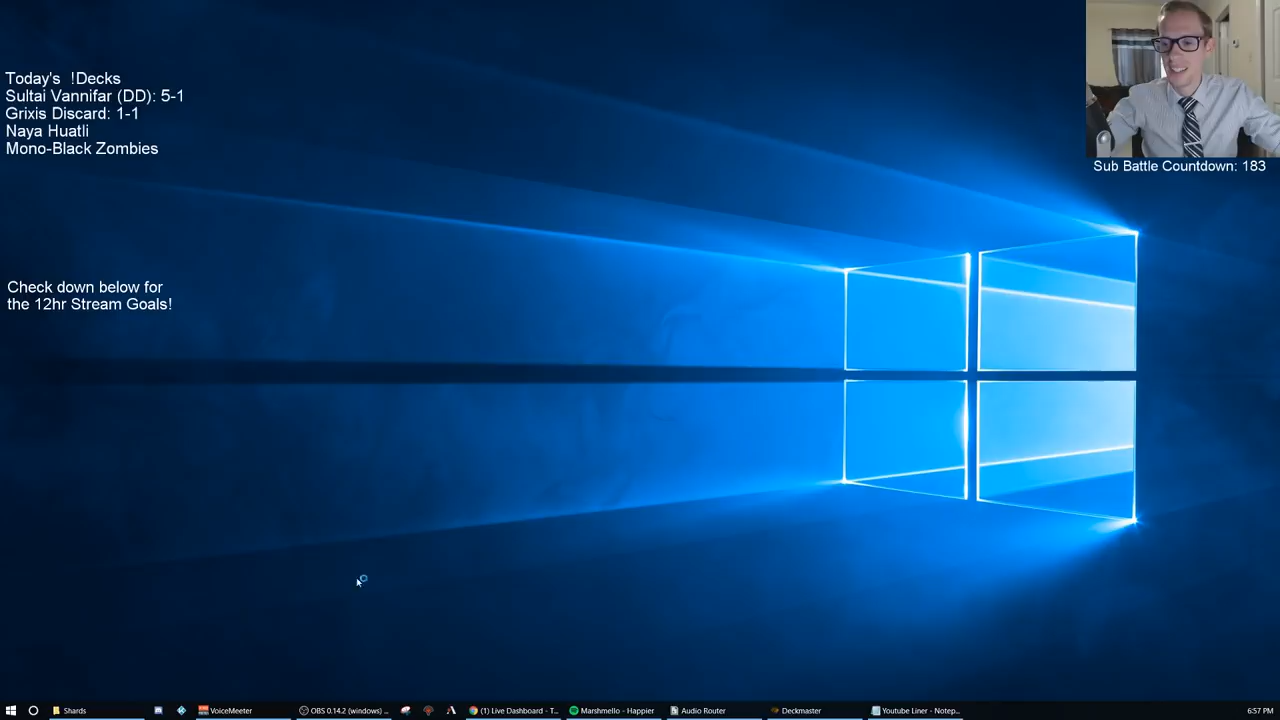 Today's  !Decks
Sultai Vannifar (DD): 5-1
Grixis Discard: 1-1
Naya Huatli
Mono-Black Zombies
Sub Battle Countdown: 183
Check down below for
the 12hr Stream Goals!
Shards
VoiceMeeter
OBS 0.14.2 (windows) ...
(1) Live Dashboard - T...
Marshmello - Happier
Audio Router
Deckmaster
Youtube Liner - Notep...
6:57 PM